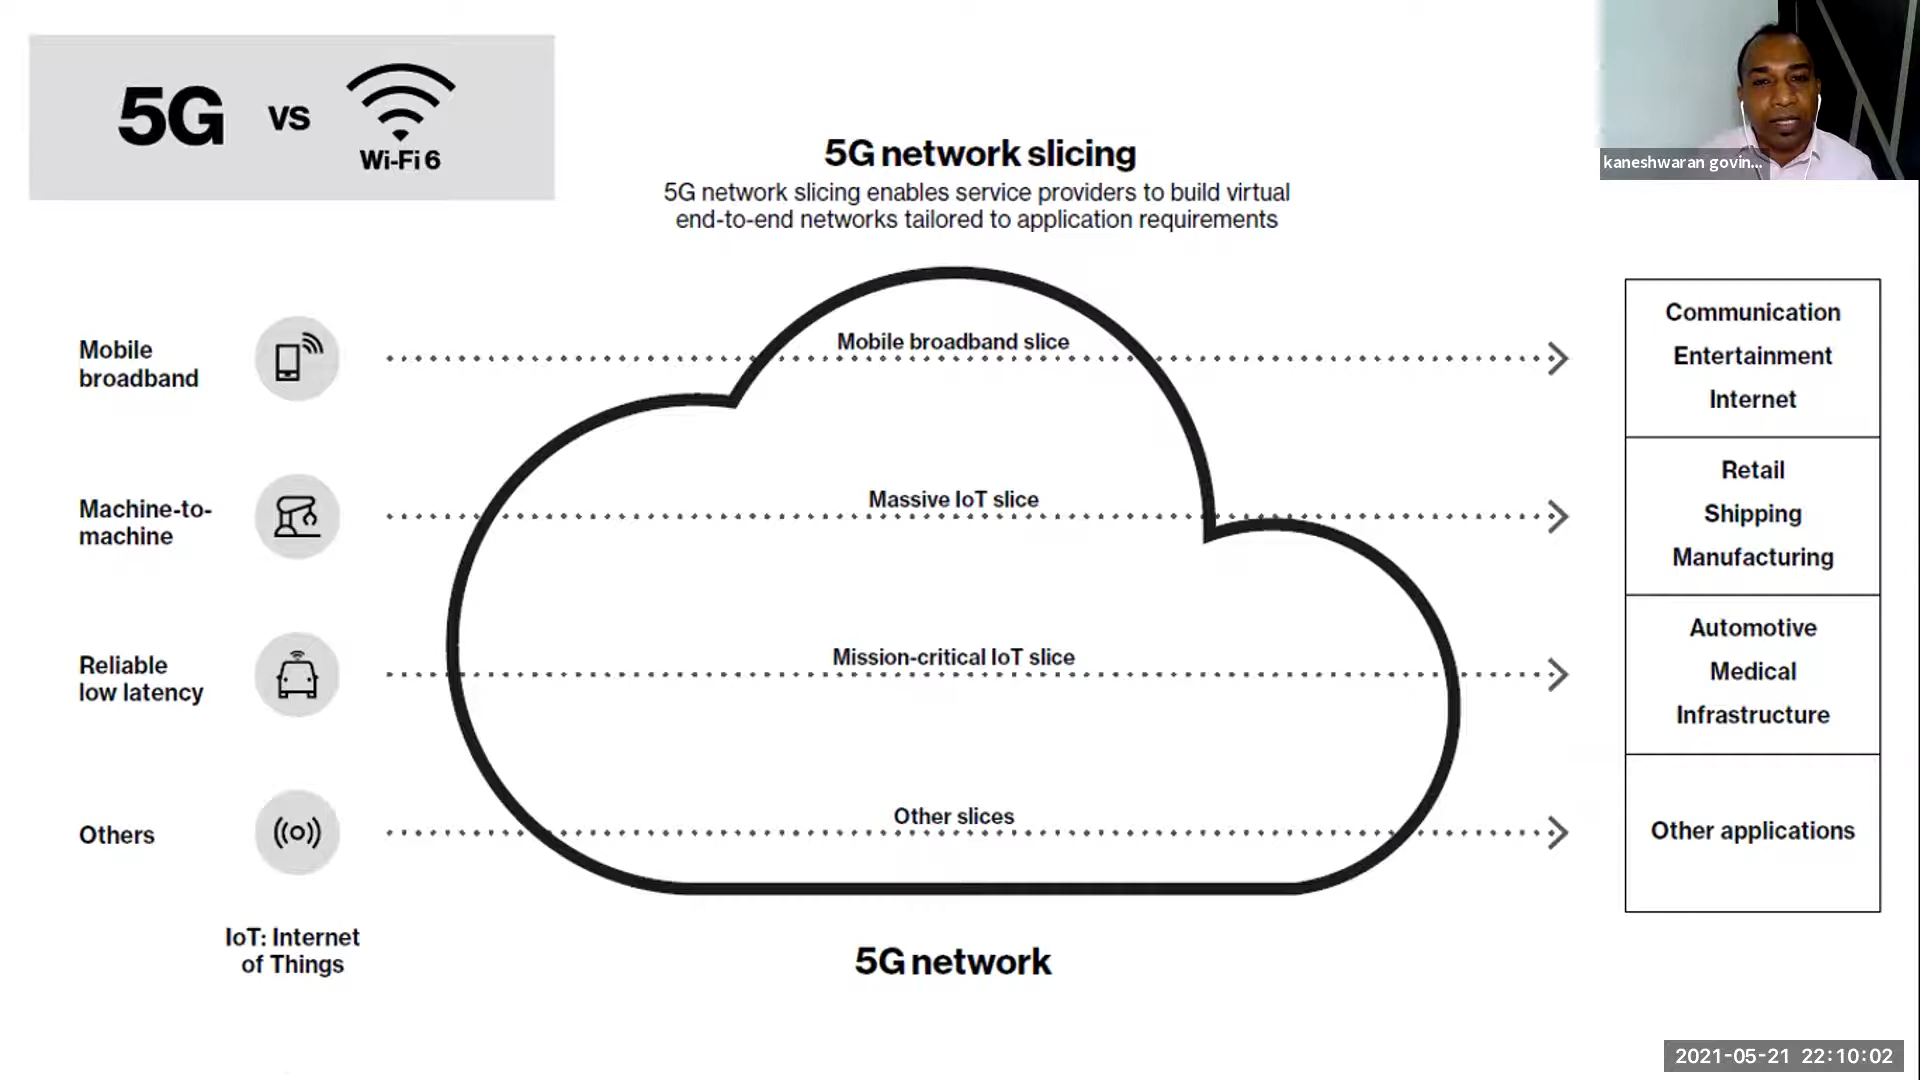 5G vs
Wi-Fi 6
kaneshwaran govin...
5G network slicing
5G network slicing enables service providers to build virtual
end-to-end networks tailored to application requirements
Mobile
broadband
Mobile broadband slice
Communication
Entertainment
Internet
Machine-to-
machine
Massive IoT slice
Retail
Shipping
Manufacturing
Reliable
low latency
Mission-critical IoT slice
Automotive
Medical
Infrastructure
Others
Other slices
Other applications
IoT: Internet
of Things
5G network
2021-05-21 22:10:02